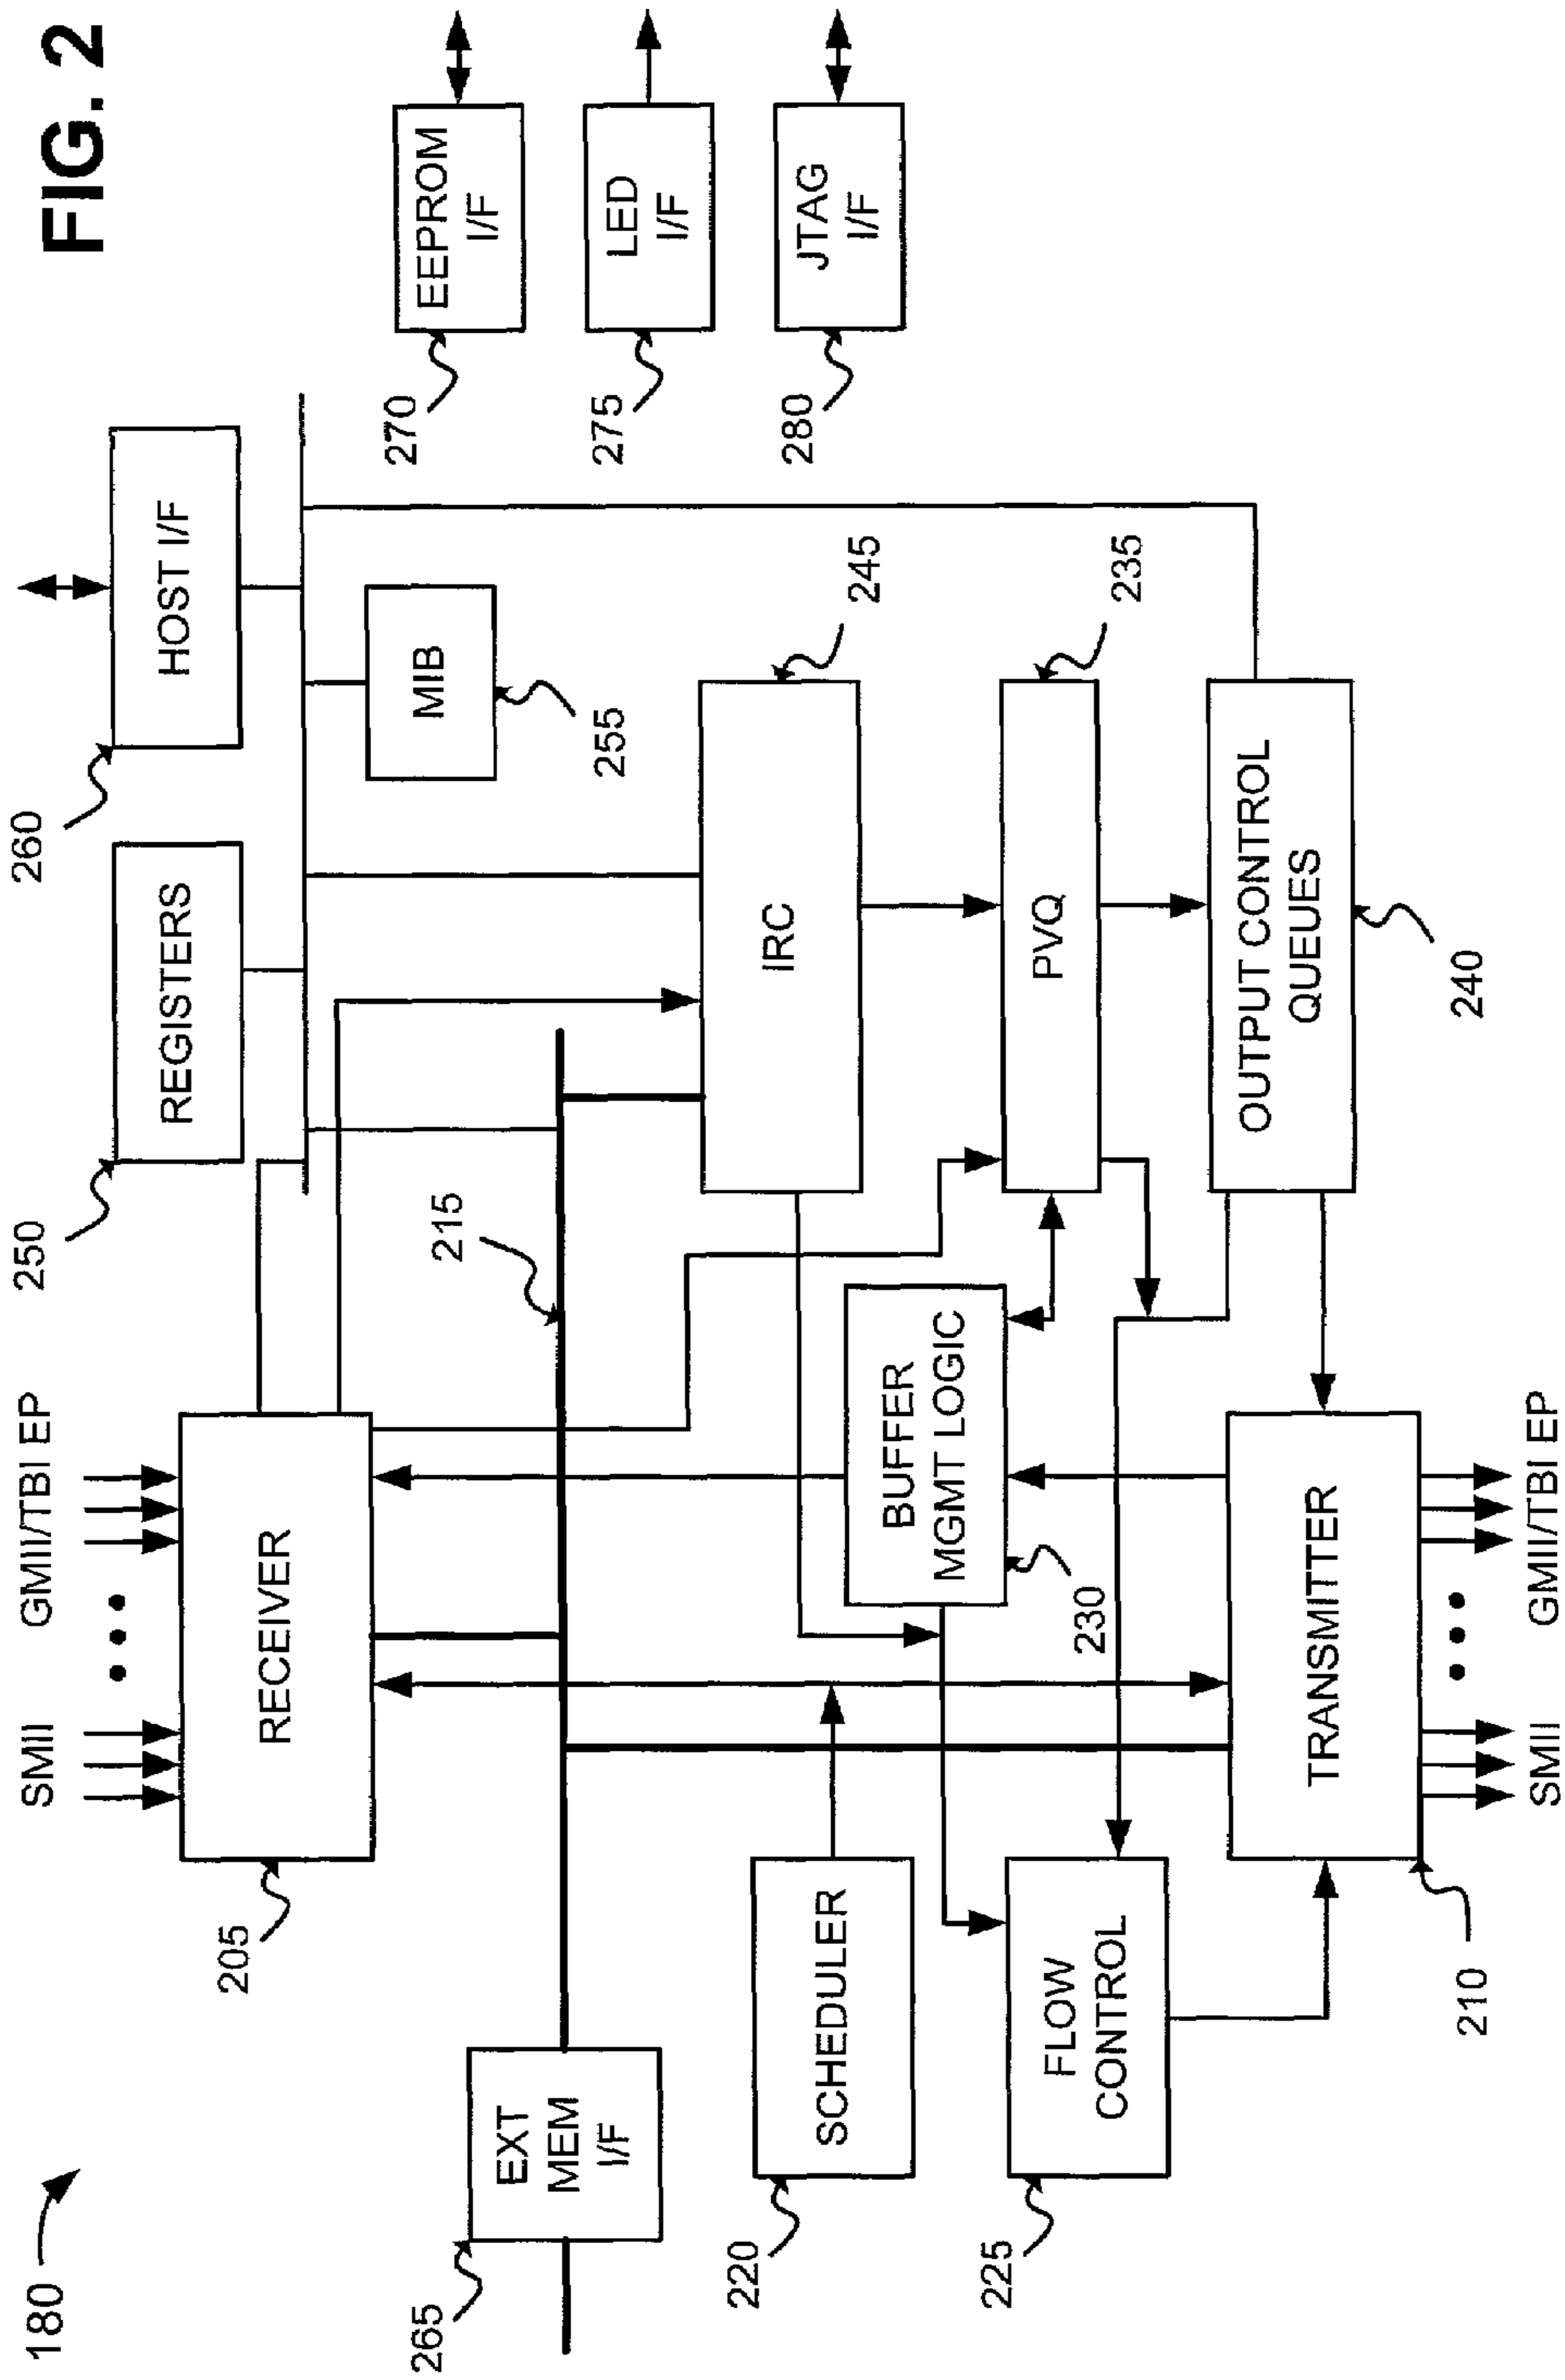 FIG. 2
180
SMII
GMII/TBI EP
250
260
REGISTERS
HOST I/F
205
RECEIVER
265
EXT
MEM
I/F
215
MIB
255
270
EEPROM
I/F
275
LED
I/F
280
JTAG
I/F
220
SCHEDULER
BUFFER
MGMT LOGIC
230
IRC
245
225
FLOW
CONTROL
PVQ
235
210
TRANSMITTER
OUTPUT CONTROL
QUEUES
240
SMII
GMII/TBI EP